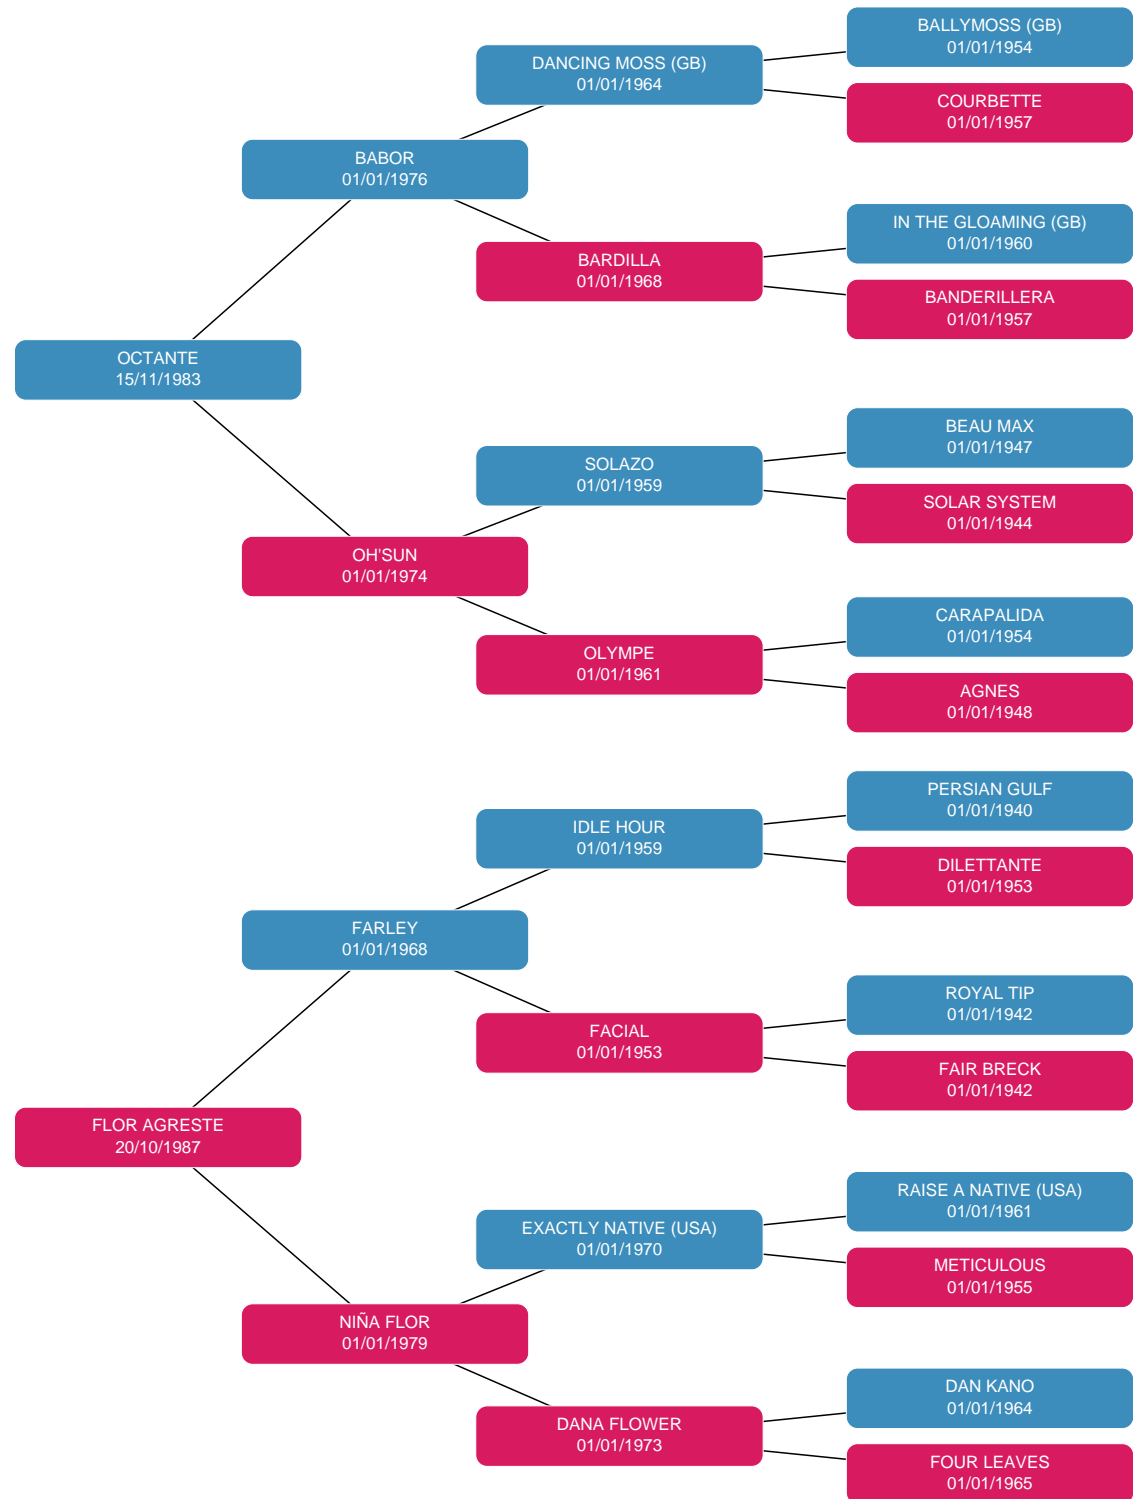 BALLYMOSS (GB)
01/01/1954
DANCING MOSS (GB)
01/01/1964
COURBETTE
01/01/1957
BABOR
01/01/1976
IN THE GLOAMING (GB)
01/01/1960
BARDILLA
01/01/1968
BANDERILLERA
01/01/1957
OCTANTE
15/11/1983
BEAU MAX
01/01/1947
SOLAZO
01/01/1959
SOLAR SYSTEM
01/01/1944
OH'SUN
01/01/1974
CARAPALIDA
01/01/1954
OLYMPE
01/01/1961
AGNES
01/01/1948
PERSIAN GULF
01/01/1940
IDLE HOUR
01/01/1959
DILETTANTE
01/01/1953
FARLEY
01/01/1968
ROYAL TIP
01/01/1942
FACIAL
01/01/1953
FAIR BRECK
01/01/1942
FLOR AGRESTE
20/10/1987
RAISE A NATIVE (USA)
01/01/1961
EXACTLY NATIVE (USA)
01/01/1970
METICULOUS
01/01/1955
NIÑA FLOR
01/01/1979
DAN KANO
01/01/1964
DANA FLOWER
01/01/1973
FOUR LEAVES
01/01/1965